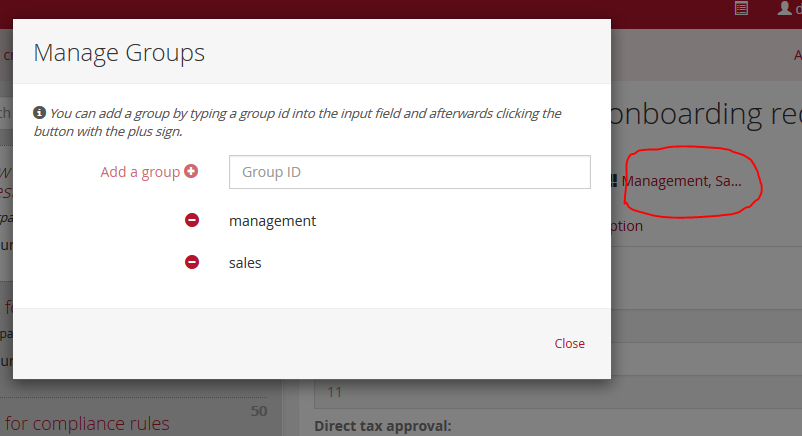 Manage Groups
You can add a group by typing a group id into the input field and afterwards clicking the
button with the plus sign.
Add a group
Group ID
management
sales
Close
onboarding
Management, Sa...
11
Direct tax approval:
for compliance rules
50